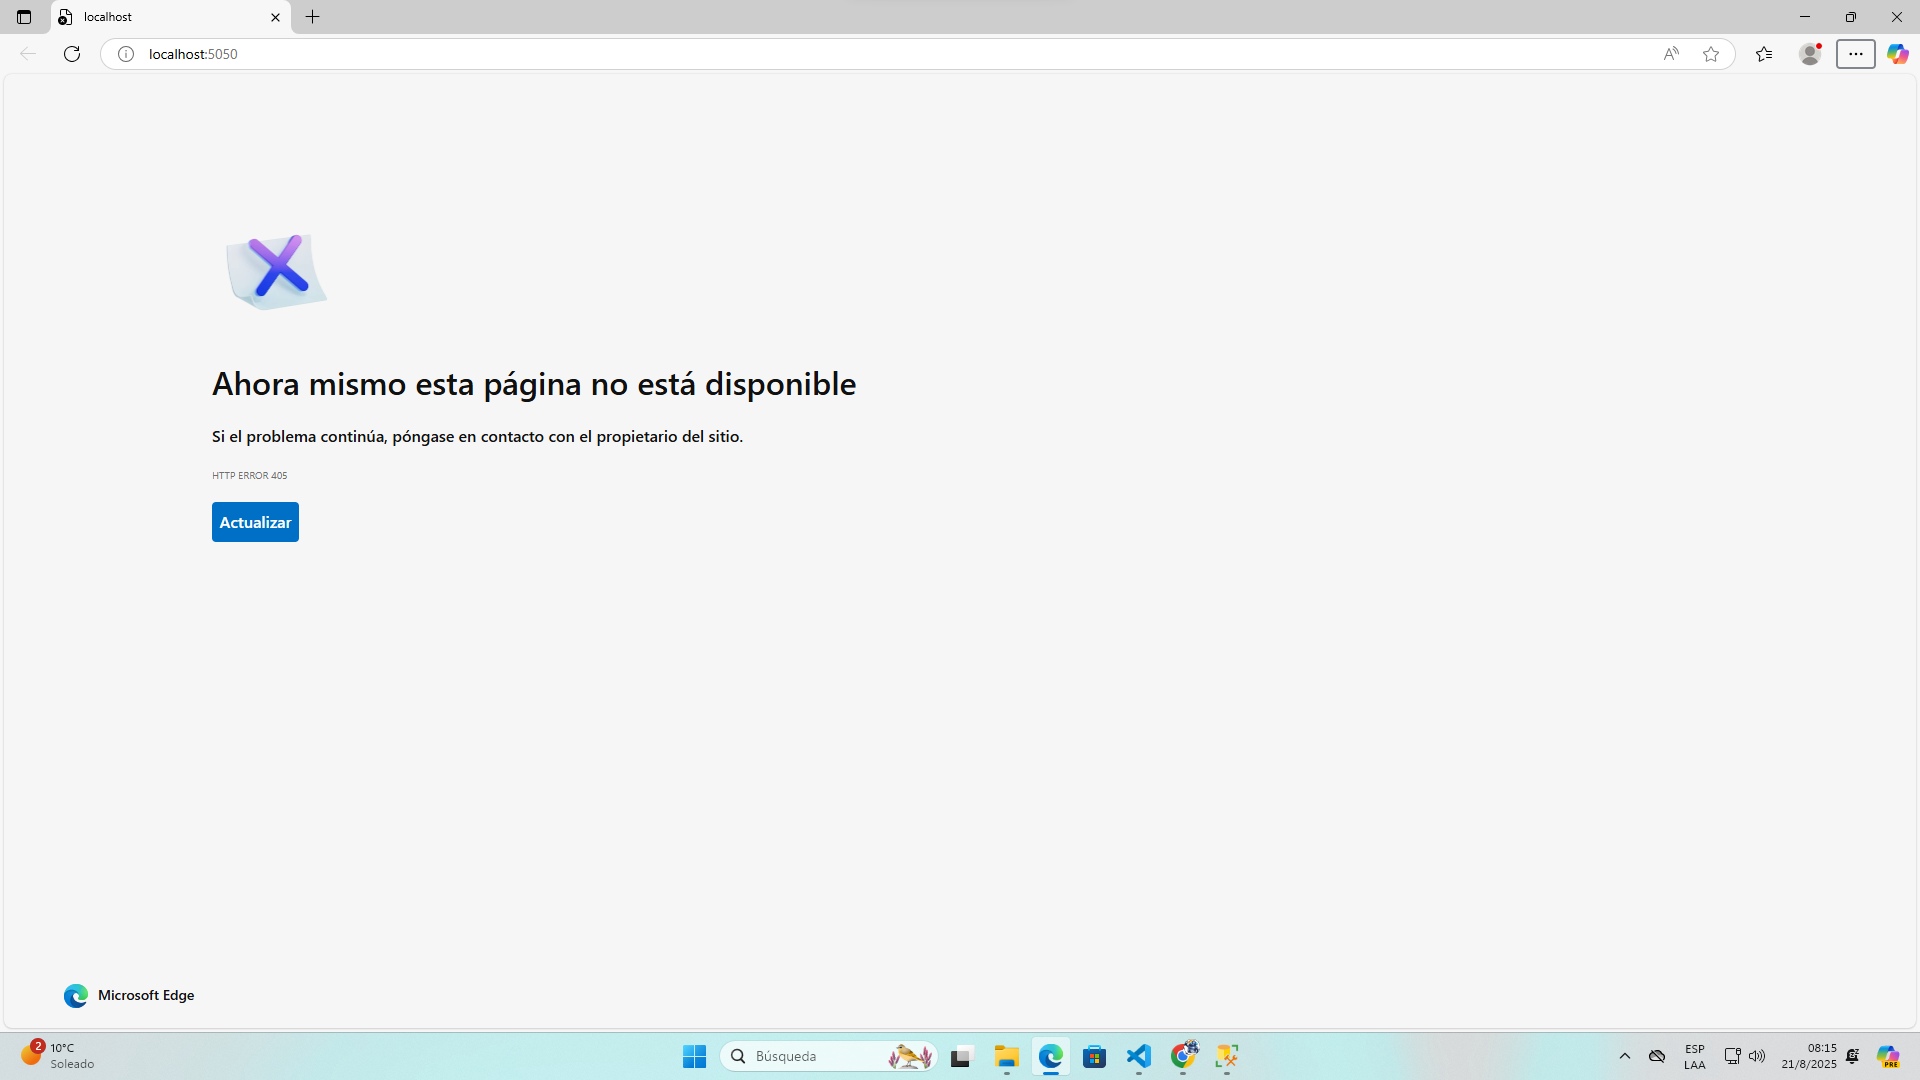 localhost
localhost:5050
Ahora mismo esta página no está disponible
Si el problema continúa, póngase en contacto con el propietario del sitio.
HTTP ERROR 405
Actualizar
Microsoft Edge
2
10°C
Soleado
Búsqueda
ESP
LAA
08:15
21/8/2025
PRE